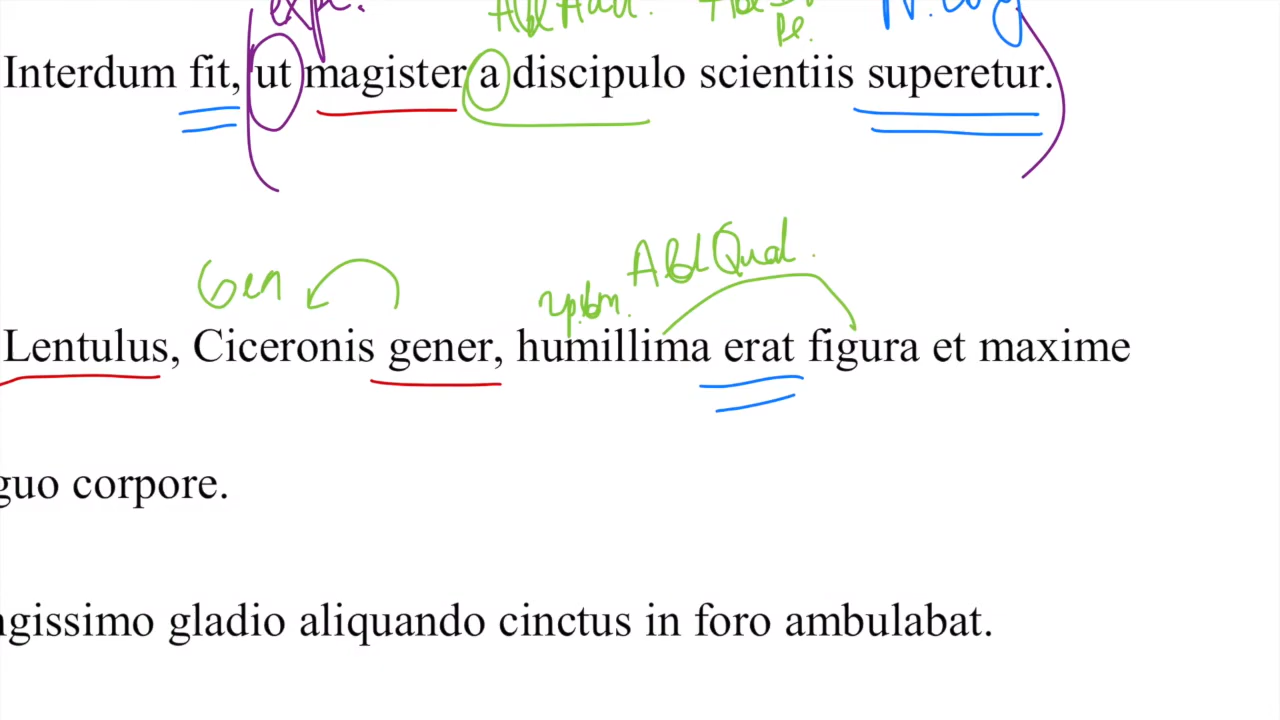 Interdum fit, ut magister a discipulo scientiis superetur.
Gen
Abl Qual.
Lentulus, Ciceronis gener, humillima erat figura et maxime
guo corpore.
ngissimo gladio aliquando cinctus in foro ambulabat.